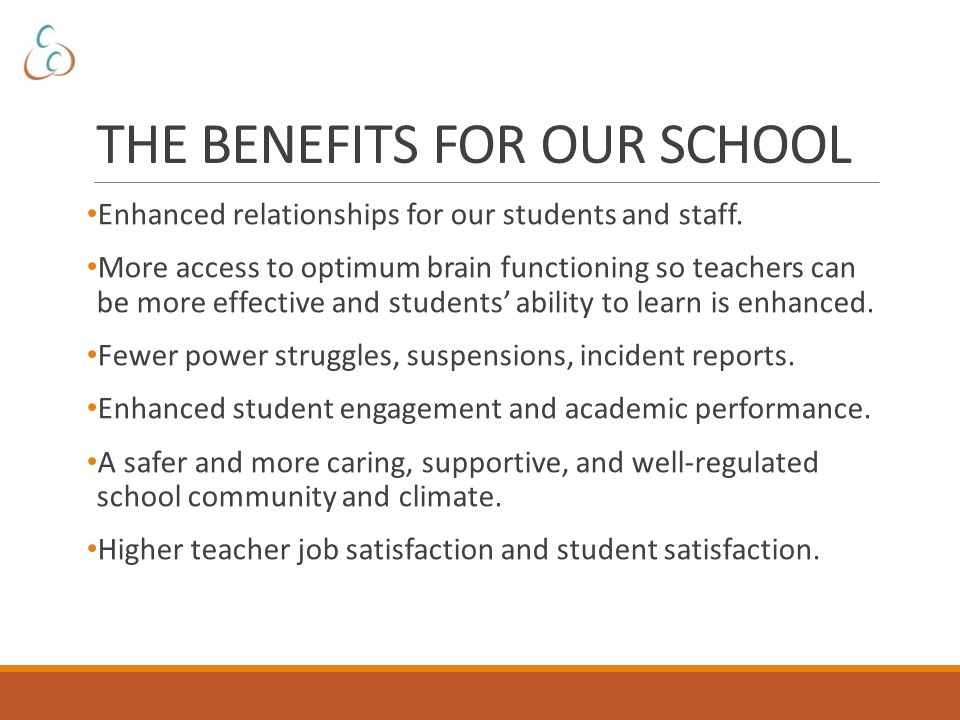 C
C
THE BENEFITS FOR OUR SCHOOL
•Enhanced relationships for our students and staff.
•More access to optimum brain functioning so teachers can
be more effective and students’ ability to learn is enhanced.
•Fewer power struggles, suspensions, incident reports.
•Enhanced student engagement and academic performance.
•A safer and more caring, supportive, and well-regulated
school community and climate.
•Higher teacher job satisfaction and student satisfaction.